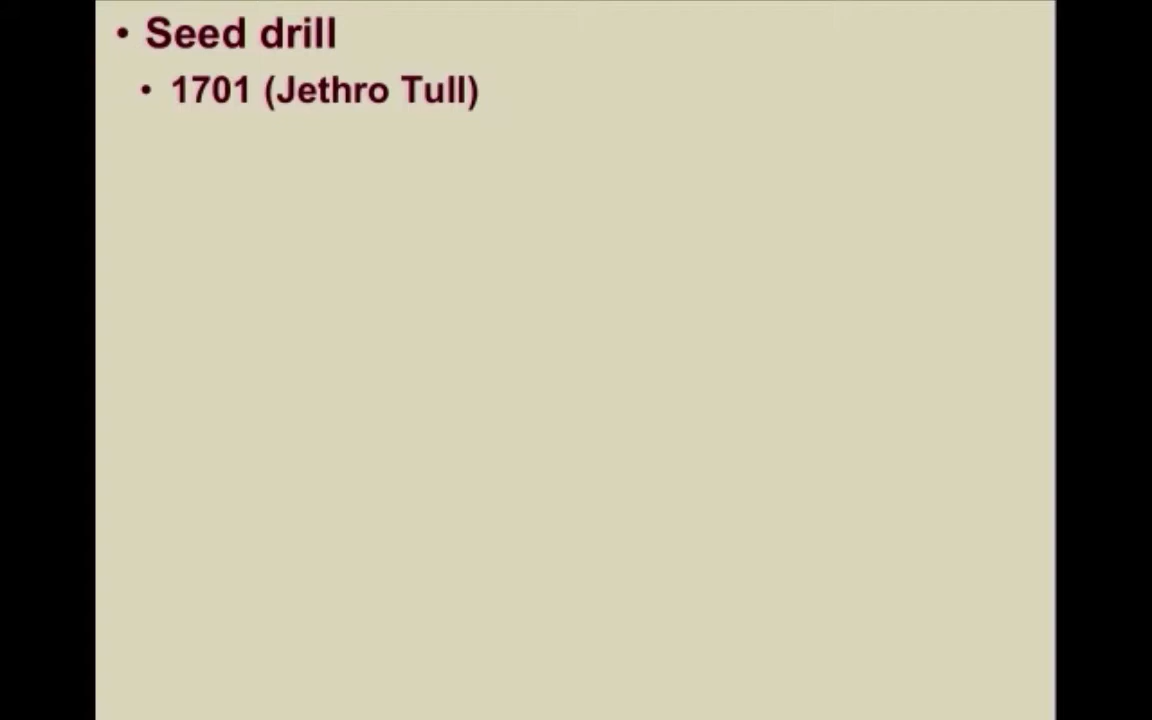 • Seed drill
• 1701 (Jethro Tull)